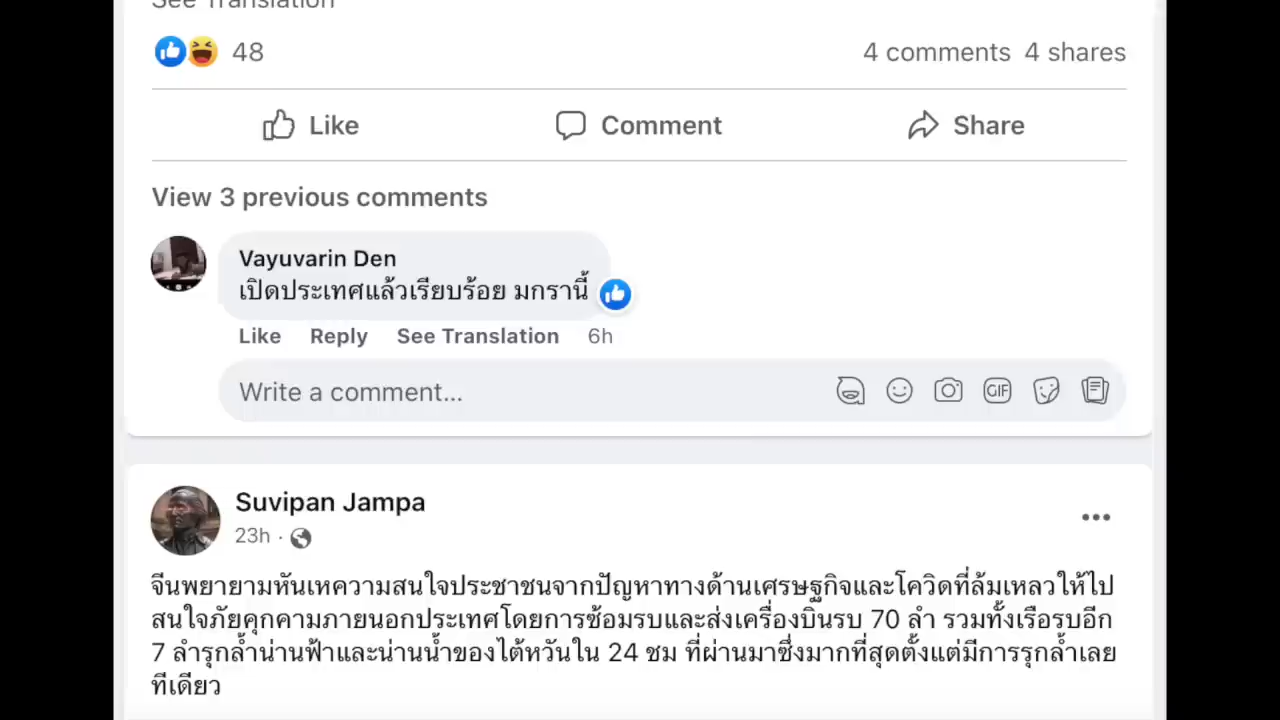 See Translation
48
4 comments 4 shares
Like
Comment
Share
View 3 previous comments
Vayuvarin Den
เปิดประเทศแล้วเรียบร้อย มกรานี้
Like Reply See Translation 6h
Write a comment...
GIF
Suvipan Jampa
23h ·
จีนพยายามหันเหความสนใจประชาชนจากปัญหาทางด้านเศรษฐกิจและโควิดที่ล้มเหลวให้ไป
สนใจภัยคุกคามภายนอกประเทศโดยการซ้อมรบและส่งเครื่องบินรบ 70 ลำ รวมทั้งเรือรบอีก
7 ลำรุกล้ำน่านฟ้าและน่านน้ำของไต้หวันใน 24 ชม ที่ผ่านมาซึ่งมากที่สุดตั้งแต่มีการรุกล้ำเลย
ทีเดียว